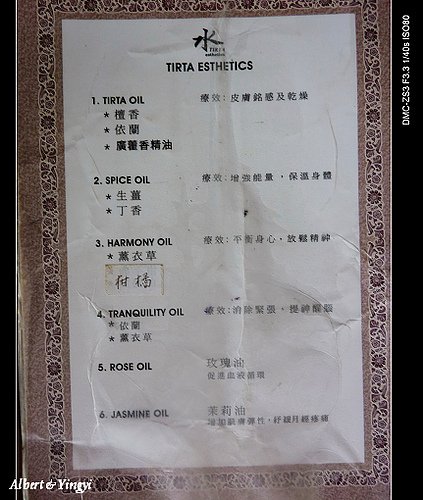 水
TIRTA
esthetics
TIRTA ESTHETICS
1. TIRTA OIL 療效：皮膚銘感及乾燥
* 檀香
* 依蘭
* 廣藿香精油
2. SPICE OIL 療效：增強能量，保溫身體
* 生薑
* 丁香
3. HARMONY OIL 療效：平衡身心，放鬆精神
* 薰衣草
柑橘
4. TRANQUILITY OIL 療效：消除緊張，提神醒腦
* 依蘭
* 薰衣草
5. ROSE OIL 玫瑰油
促進血液循環
6. JASMINE OIL 茉莉油
增加肌膚彈性，紓緩月經疼痛
Albert & Yingyi
DMC-ZS3 F3.3 1/40s ISO80